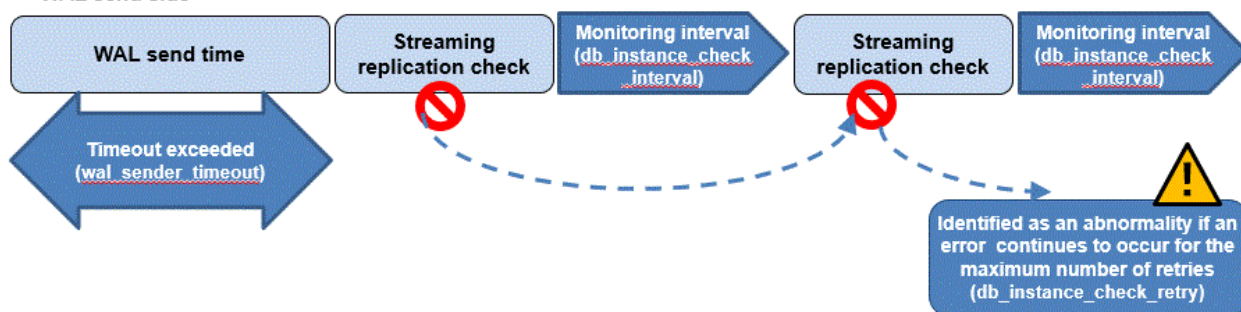 WAL send time
Streaming
replication check
Monitoring interval
(db_instance_check
_interval)
Streaming
replication check
Monitoring interval
(db_instance_check
_interval)
Timeout exceeded
(wal_sender_timeout)
Identified as an abnormality if an
error continues to occur for the
maximum number of retries
(db_instance_check_retry)